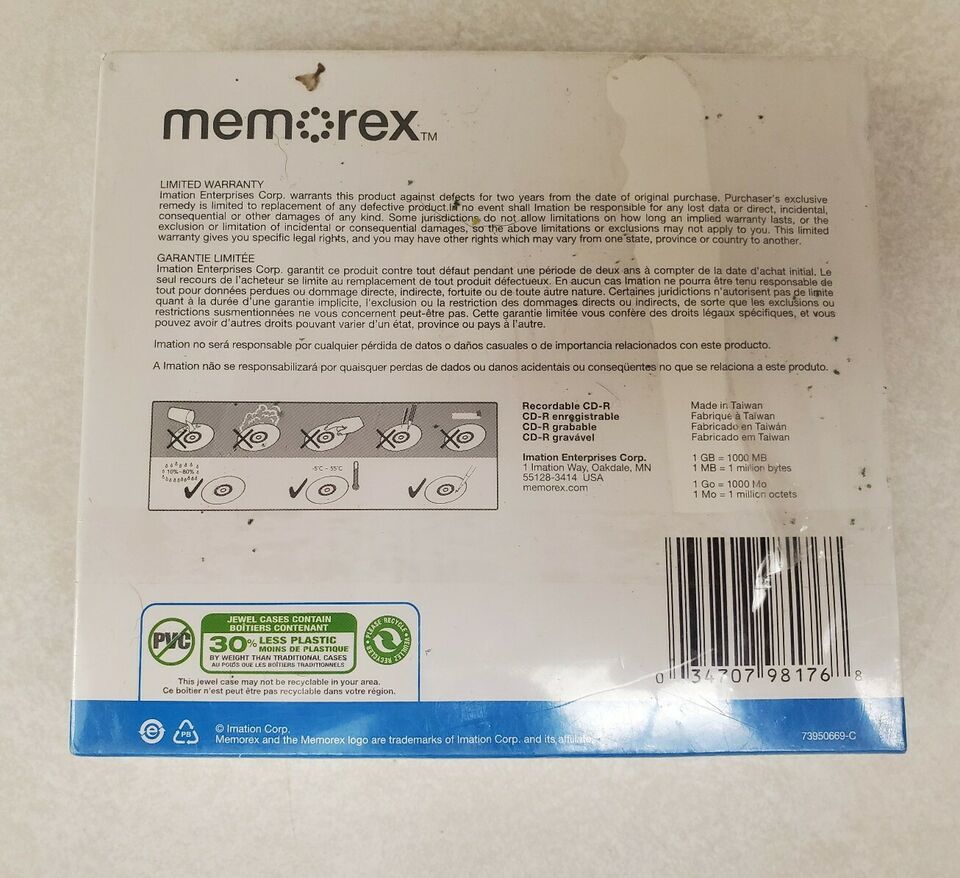 memorex™
LIMITED WARRANTY
Imation Enterprises Corp. warrants this product against defects for two years from the date of original purchase. Purchaser's exclusive
remedy is limited to replacement of any defective product. In no event shall Imation be responsible for any lost data or direct, incidental,
consequential or other damages of any kind. Some jurisdictions do not allow limitations on how long an implied warranty lasts, or the
exclusion or limitation of incidental or consequential damages, so the above limitations or exclusions may not apply to you. This limited
warranty gives you specific legal rights, and you may have other rights which may vary from one state, province or country to another.
GARANTIE LIMITÉE
Imation Enterprises Corp. garantit ce produit contre tout défaut pendant une période de deux ans à compter de la date d'achat initial. Le
seul recours de l'acheteur se limite au remplacement de tout produit défectueux. En aucun cas Imation ne pourra être tenu responsable de
tout pour données perdues ou dommage directe, indirecte, fortuite ou de toute autre nature. Certaines juridictions n'autorisent pas de limite
quant à la durée d'une garantie implicite, l'exclusion ou la restriction des dommages directs ou indirects, de sorte que les exclusions ou
restrictions susmentionnées ne vous concernent peut-être pas. Cette garantie limitée vous confère des droits légaux spécifiques, et vous
pouvez avoir d'autres droits pouvant varier d'un état, province ou pays à l'autre.
Imation no será responsable por cualquier pérdida de datos o daños casuales o de importancia relacionados con este producto.
A Imation não se responsabilizará por quaisquer perdas de dados ou danos acidentais ou conseqüentes no que se relaciona a este produto.
10%-80%
-5°C - 55°C
Recordable CD-R
CD-R enregistrable
CD-R grabable
CD-R gravável
Imation Enterprises Corp.
1 Imation Way, Oakdale, MN
55128-3414 USA
memorex.com
Made in Taiwan
Fabriqué à Taiwan
Fabricado en Taiwán
Fabricado em Taiwan
1 GB = 1000 MB
1 MB = 1 million bytes
1 Go = 1000 Mo
1 Mo = 1 million octets
PVC
JEWEL CASES CONTAIN
BOÎTIERS CONTENANT
30% LESS PLASTIC
MOINS DE PLASTIQUE
BY WEIGHT THAN TRADITIONAL CASES
AU POIDS QUE LES BOÎTIERS TRADITIONNELS
PLEASE RECYCLE
VEUILLEZ RECYCLER
This jewel case may not be recyclable in your area.
Ce boîtier n'est peut être pas recyclable dans votre région.
0 34707 98176 8
e
PB
© Imation Corp.
Memorex and the Memorex logo are trademarks of Imation Corp. and its affiliates.
73950669-C